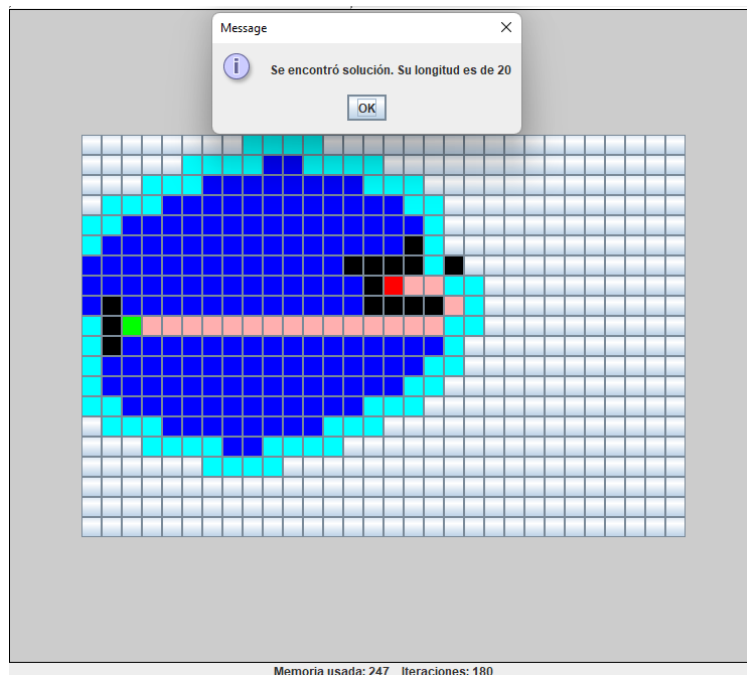 Message
Se encontró solución. Su longitud es de 20
OK
Memoria usada: 247 Iteraciones: 180